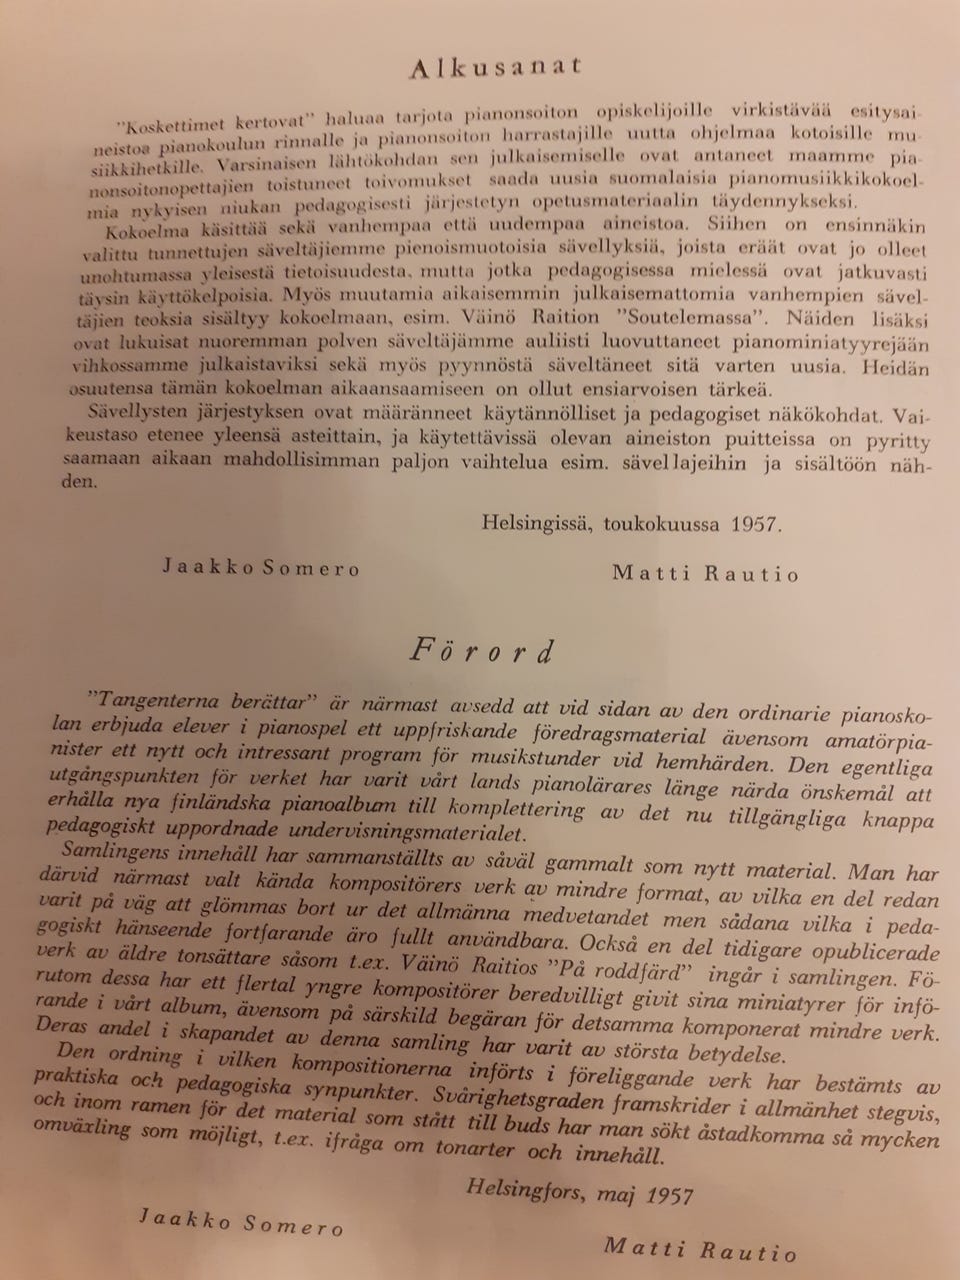 Alkusanat
"Koskettimet kertovat" haluaa tarjota pianonsoiton opiskelijoille virkistävää esitysai-
neistoa pianokoulun rinnalle ja pianonsoiton harrastajille uutta ohjelmaa kotoisille mu-
siikkihetkille. Varsinaisen lähtökohdan sen julkaisemiselle ovat antaneet maamme pia-
nonsoitonopettajien toistuneet toivomukset saada uusia suomalaisia pianomusiikkikokoel-
mia nykyisen niukan pedagogisesti järjestetyn opetusmateriaalin täydennykseksi.
Kokoelma käsittää sekä vanhempaa että uudempaa aineistoa. Siihen on ensinnäkin
valittu tunnettujen säveltäjiemme pienoismuotoisia sävellyksiä, joista eräät ovat jo olleet
unohtumassa yleisestä tietoisuudesta, mutta jotka pedagogisessa mielessä ovat jatkuvasti
täysin käyttökelpoisia. Myös muutamia aikaisemmin julkaisemattomia vanhempien sävel-
täjien teoksia sisältyy kokoelmaan, esim. Väinö Raition "Soutelemassa". Näiden lisäksi
ovat lukuisat nuoremman polven säveltäjämme auliisti luovuttaneet pianominiatyyrejään
vihkossamme julkaistaviksi sekä myös pyynnöstä säveltäneet sitä varten uusia. Heidän
osuutensa tämän kokoelman aikaansaamiseen on ollut ensiarvoisen tärkeä.
Sävellysten järjestyksen ovat määränneet käytännölliset ja pedagogiset näkökohdat. Vai-
keustaso etenee yleensä asteittain, ja käytettävissä olevan aineiston puitteissa on pyritty
saamaan aikaan mahdollisimman paljon vaihtelua esim. sävellajeihin ja sisältöön näh-
den.
Helsingissä, toukokuussa 1957.
Jaakko Somero Matti Rautio
Förord
"Tangenterna berättar" är närmast avsedd att vid sidan av den ordinarie pianosko-
lan erbjuda elever i pianospel ett uppfriskande föredragsmaterial ävensom amatörpia-
nister ett nytt och intressant program för musikstunder vid hemhärden. Den egentliga
utgångspunkten för verket har varit vårt lands pianolärares länge närda önskemål att
erhålla nya finländska pianoalbum till komplettering av det nu tillgängliga knappa
pedagogiskt uppordnade undervisningsmaterialet.
Samlingens innehåll har sammanställts av såväl gammalt som nytt material. Man har
därvid närmast valt kända kompositörers verk av mindre format, av vilka en del redan
varit på väg att glömmas bort ur det allmänna medvetandet men sådana vilka i peda-
gogiskt hänseende fortfarande äro fullt användbara. Också en del tidigare opublicerade
verk av äldre tonsättare såsom t.ex. Väinö Raitios "På roddfärd" ingår i samlingen. Fö-
rutom dessa har ett flertal yngre kompositörer beredvilligt givit sina miniatyrer för infö-
rande i vårt album, ävensom på särskild begäran för detsamma komponerat mindre verk.
Deras andel i skapandet av denna samling har varit av största betydelse.
Den ordning i vilken kompositionerna införts i föreliggande verk har bestämts av
praktiska och pedagogiska synpunkter. Svårighetsgraden framskrider i allmänhet stegvis,
och inom ramen för det material som stått till buds har man sökt åstadkomma så mycken
omväxling som möjligt, t.ex. ifråga om tonarter och innehåll.
Helsingfors, maj 1957
Jaakko Somero Matti Rautio